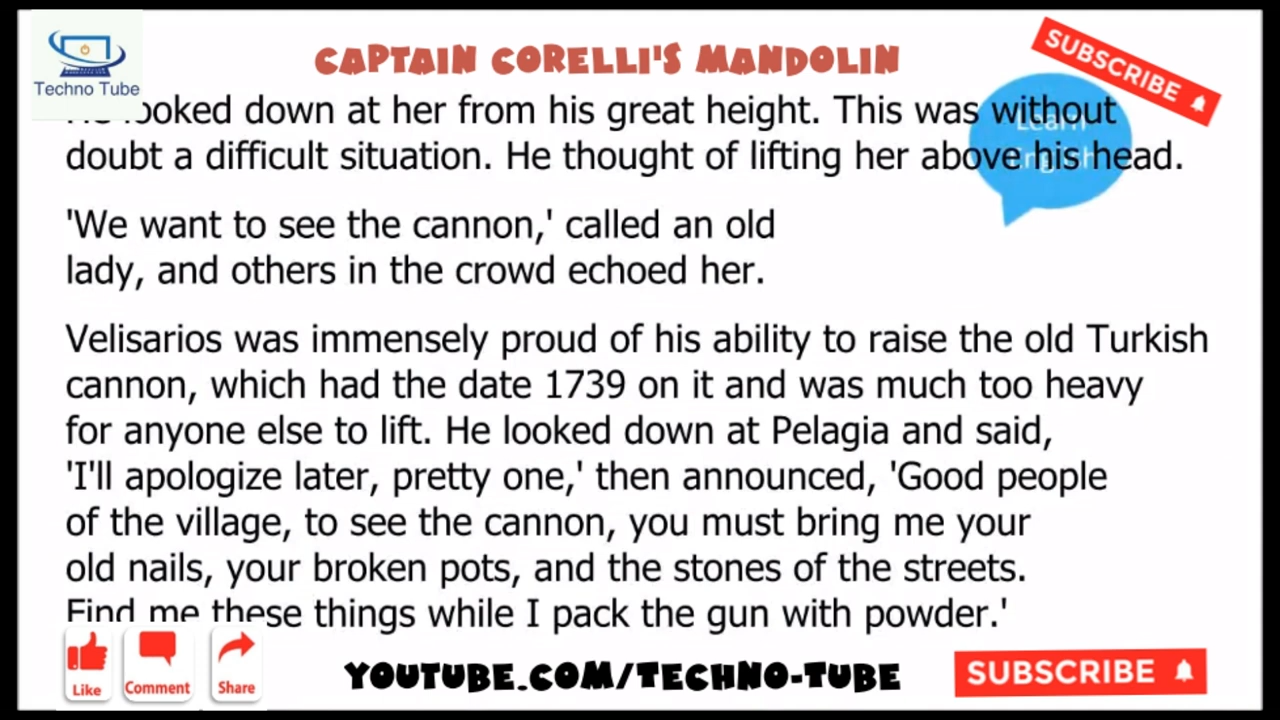 Techno Tube
CAPTAIN CORELLI'S MANDOLIN
SUBSCRIBE
Learn
English
He looked down at her from his great height. This was without
doubt a difficult situation. He thought of lifting her above his head.
'We want to see the cannon,' called an old
lady, and others in the crowd echoed her.
Velisarios was immensely proud of his ability to raise the old Turkish
cannon, which had the date 1739 on it and was much too heavy
for anyone else to lift. He looked down at Pelagia and said,
'I'll apologize later, pretty one,' then announced, 'Good people
of the village, to see the cannon, you must bring me your
old nails, your broken pots, and the stones of the streets.
Find me these things while I pack the gun with powder.'
Like
Comment
Share
YOUTUBE.COM/TECHNO-TUBE
SUBSCRIBE